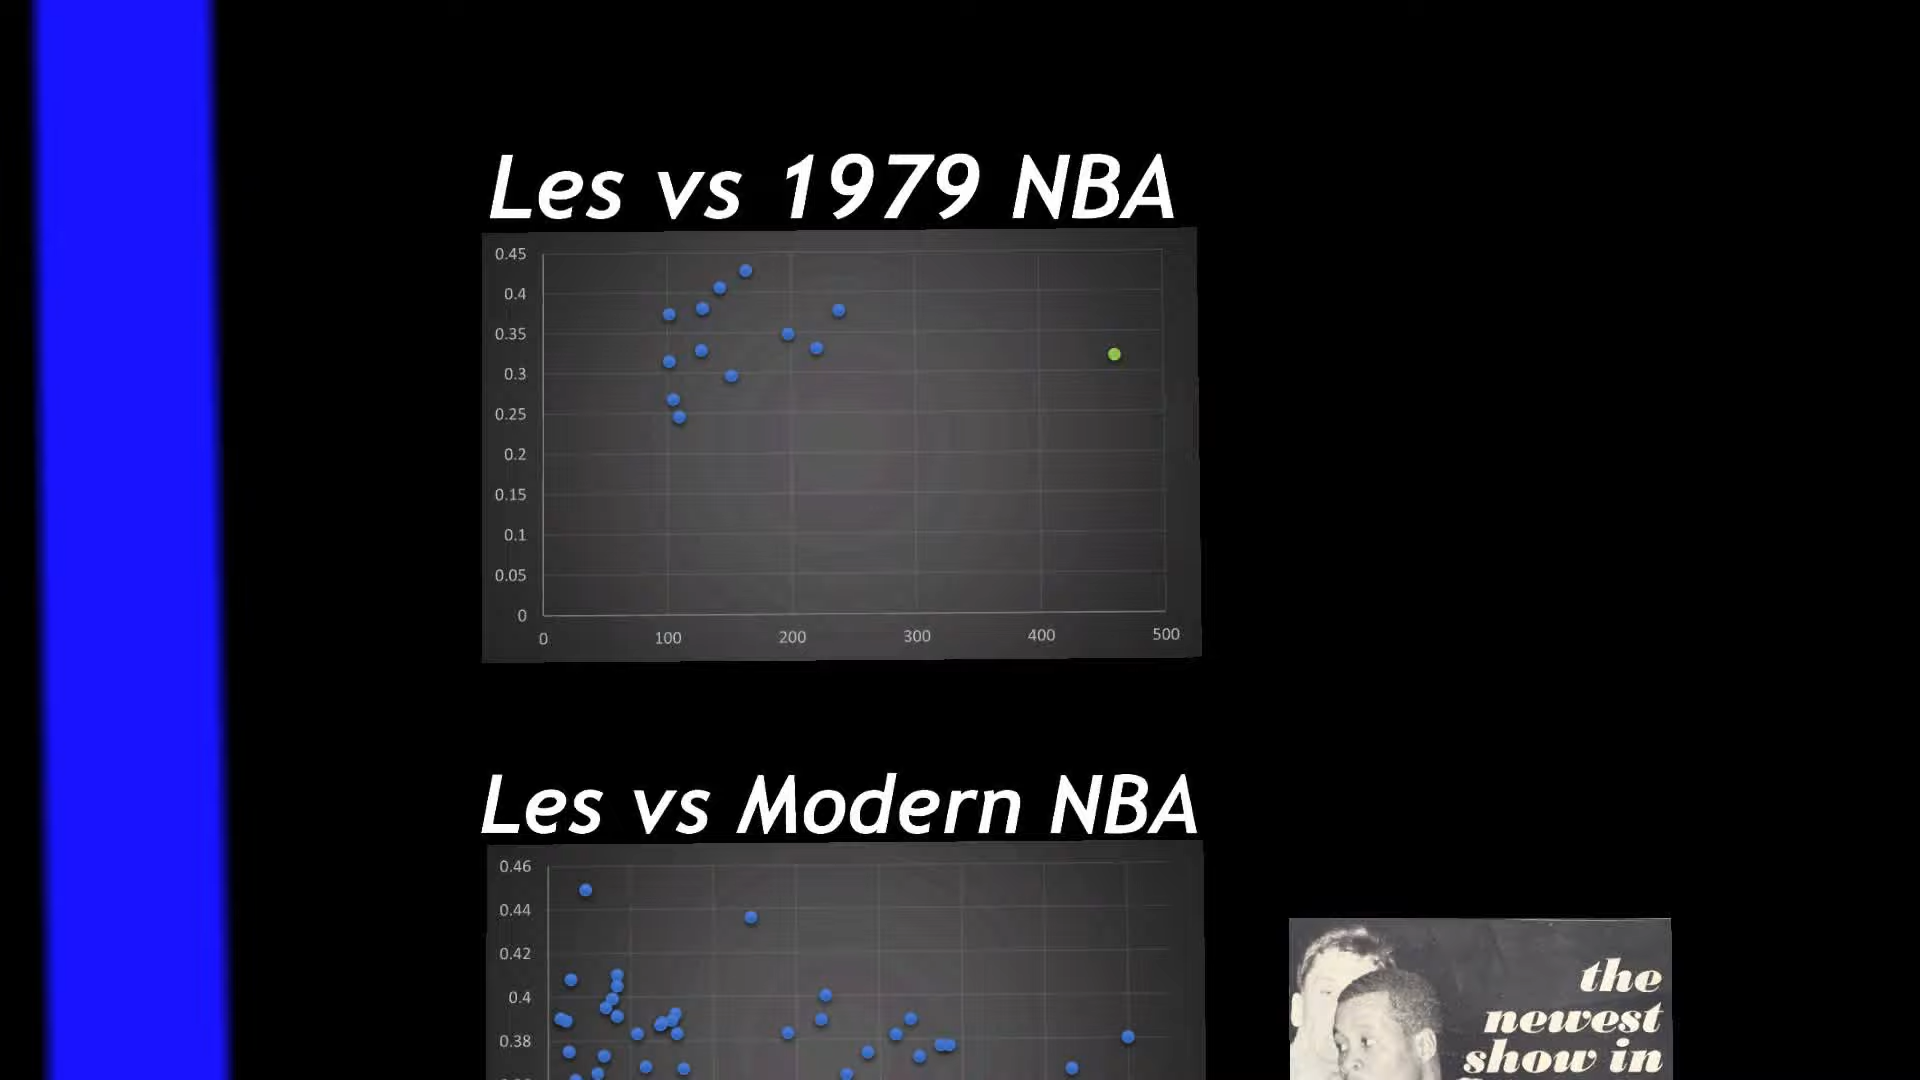 Les vs 1979 NBA
0.45
0.4
0.35
0.3
0.25
0.2
0.15
0.1
0.05
0
0 100 200 300 400 500
Les vs Modern NBA
0.46
0.44
0.42
0.4
0.38
the
newest
show in